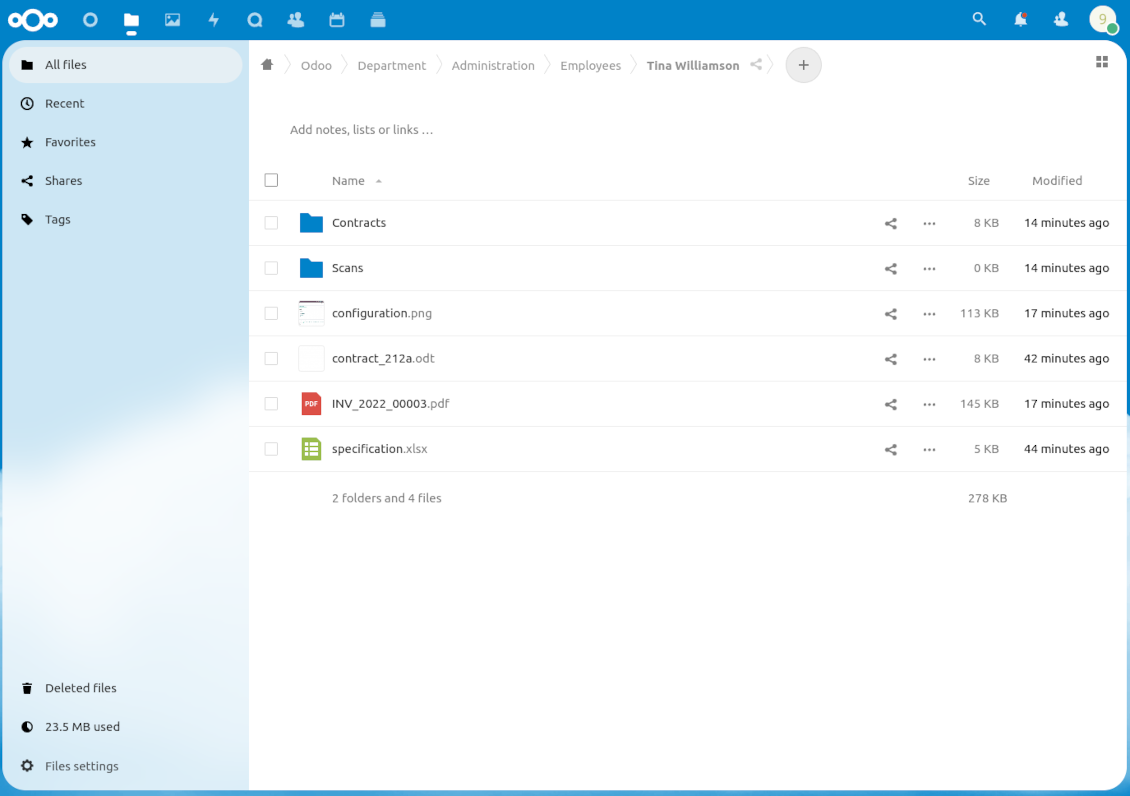 9
All files
Recent
Favorites
Shares
Tags
Deleted files
23.5 MB used
Files settings
Odoo Department Administration Employees Tina Williamson +
Add notes, lists or links ...
Name Size Modified
Contracts 8 KB 14 minutes ago
Scans 0 KB 14 minutes ago
configuration.png 113 KB 17 minutes ago
contract_212a.odt 8 KB 42 minutes ago
PDF INV_2022_00003.pdf 145 KB 17 minutes ago
specification.xlsx 5 KB 44 minutes ago
2 folders and 4 files 278 KB